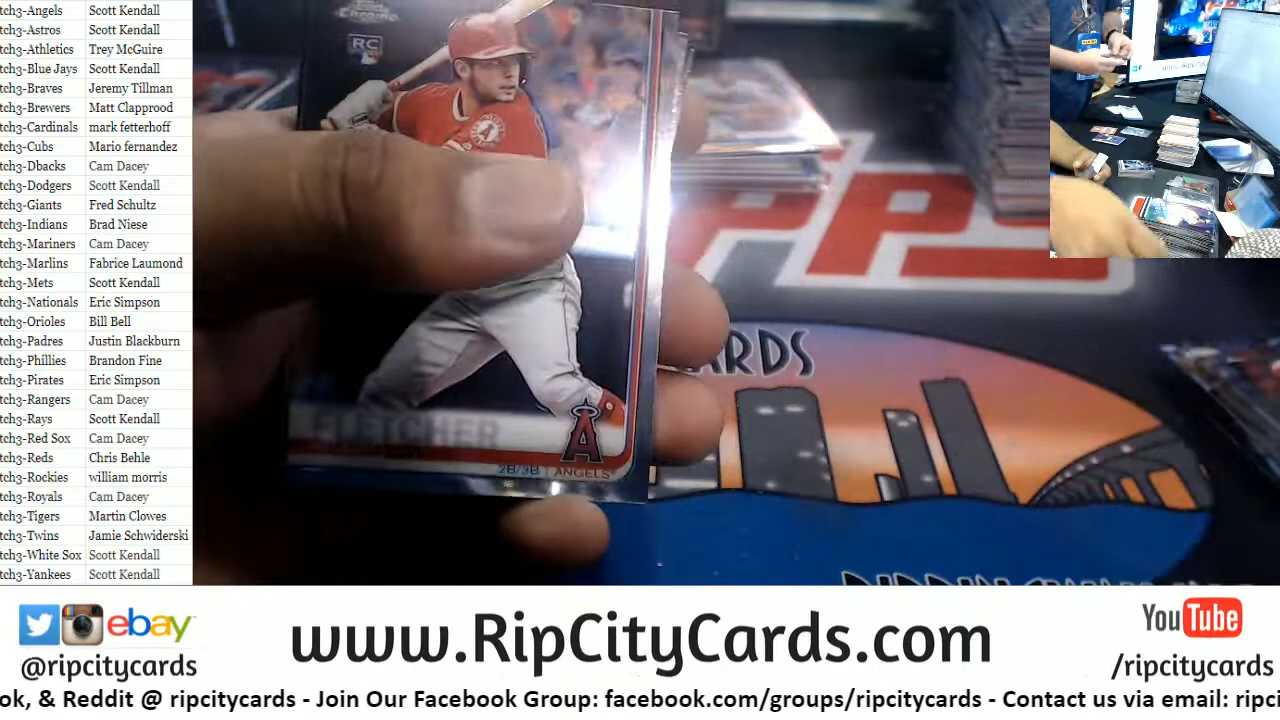 tch3-Angels Scott Kendall
tch3-Astros Scott Kendall
tch3-Athletics Trey McGuire
tch3-Blue Jays Scott Kendall
tch3-Braves Jeremy Tillman
tch3-Brewers Matt Clapprood
tch3-Cardinals mark fetterhoff
tch3-Cubs Mario fernandez
tch3-Dbacks Cam Dacey
tch3-Dodgers Scott Kendall
tch3-Giants Fred Schultz
tch3-Indians Brad Niese
tch3-Mariners Cam Dacey
tch3-Marlins Fabrice Laumond
tch3-Mets Scott Kendall
tch3-Nationals Eric Simpson
tch3-Orioles Bill Bell
tch3-Padres Justin Blackburn
tch3-Phillies Brandon Fine
tch3-Pirates Eric Simpson
tch3-Rangers Cam Dacey
tch3-Rays Scott Kendall
tch3-Red Sox Cam Dacey
tch3-Reds Chris Behle
tch3-Rockies william morris
tch3-Royals Cam Dacey
tch3-Tigers Martin Clowes
tch3-Twins Jamie Schwiderski
tch3-White Sox Scott Kendall
tch3-Yankees Scott Kendall
RC
A
FLETCHER
A
2B/3B | ANGELS
PPS
ARDS
ebay
@ripcitycards
www.RipCityCards.com
YouTube
/ripcitycards
ok, & Reddit @ ripcitycards - Join Our Facebook Group: facebook.com/groups/ripcitycards - Contact us via email: ripci